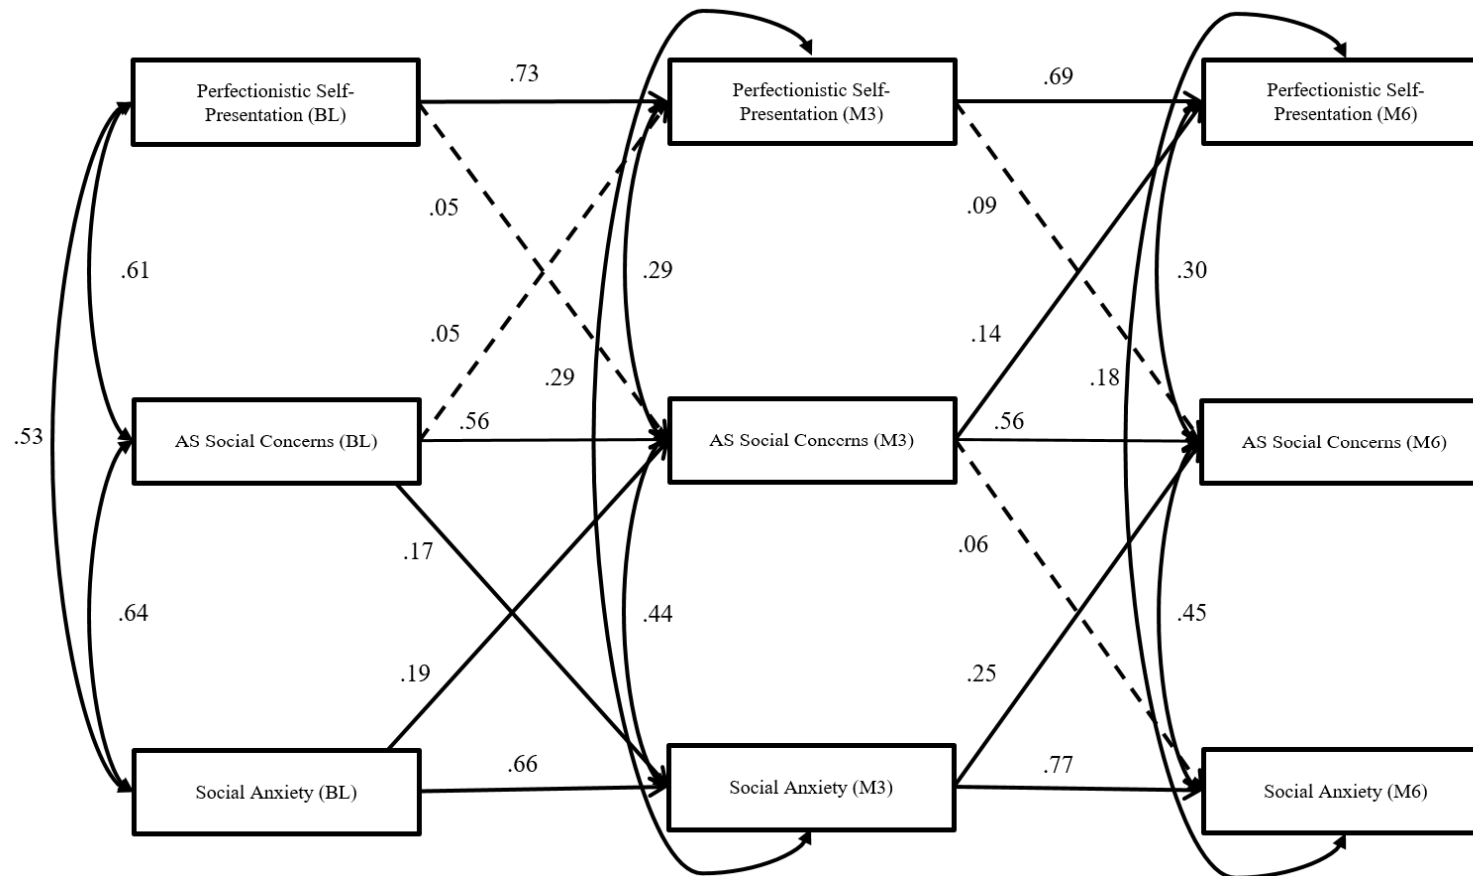 .73
.69
Perfectionistic Self-
Presentation (BL)
Perfectionistic Self-
Presentation (M3)
Perfectionistic Self-
Presentation (M6)
.05
.09
.61
.29
.30
.05
.14
.29
.18
.53
AS Social Concerns (BL)
.56
AS Social Concerns (M3)
.56
AS Social Concerns (M6)
.17
.06
.64
.44
.45
.19
.25
.66
.77
Social Anxiety (BL)
Social Anxiety (M3)
Social Anxiety (M6)